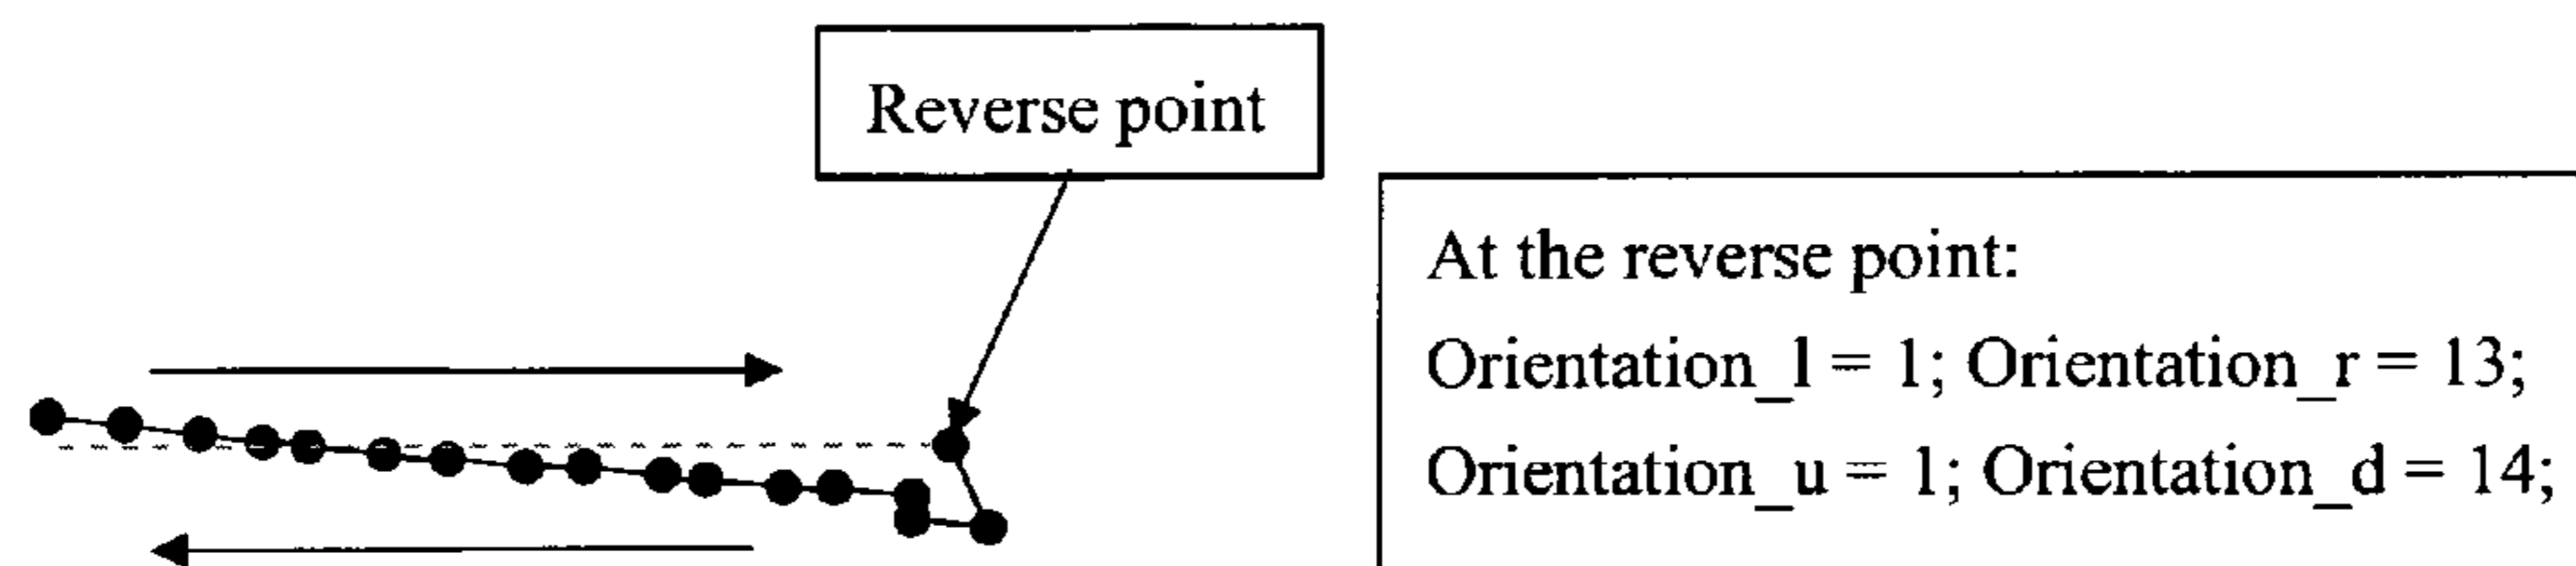 Reverse point
At the reverse point:
Orientation_l = 1; Orientation_r = 13;
Orientation_u = 1; Orientation_d = 14;